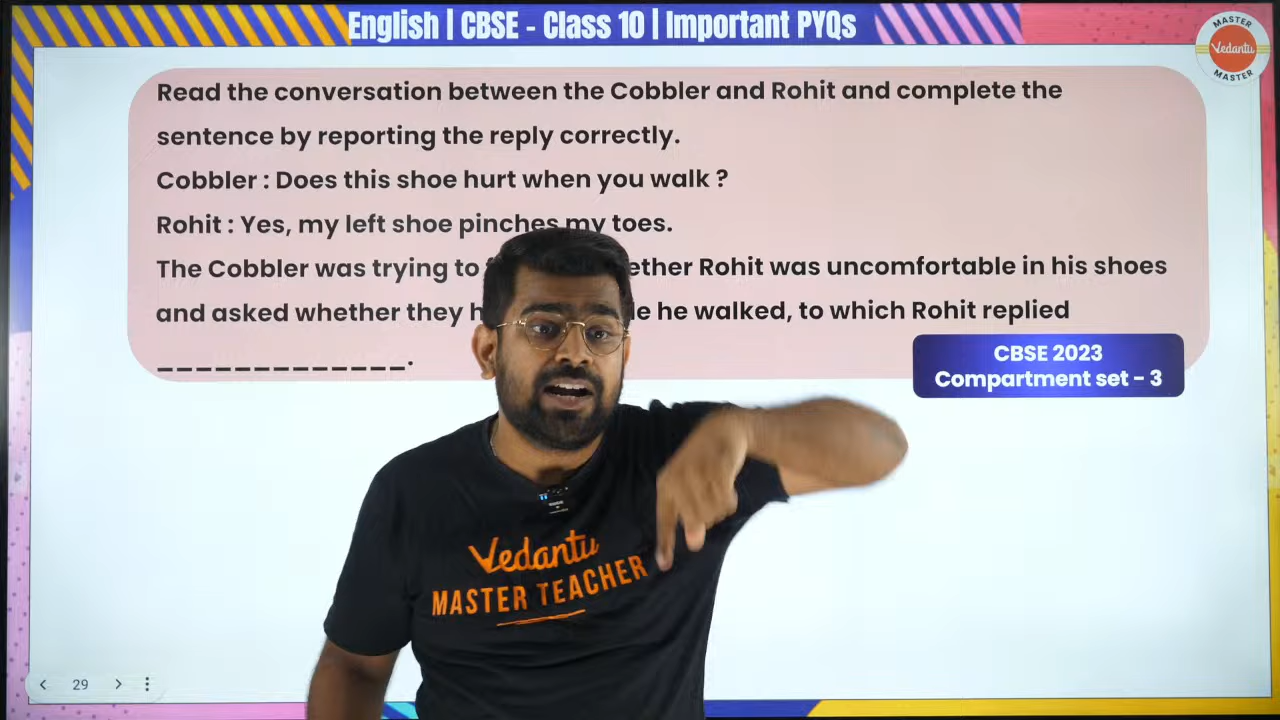 English | CBSE - Class 10 | Important PYQs
MASTER
Vedantu
MASTER
Read the conversation between the Cobbler and Rohit and complete the
sentence by reporting the reply correctly.
Cobbler : Does this shoe hurt when you walk ?
Rohit : Yes, my left shoe pinches my toes.
The Cobbler was trying to ether Rohit was uncomfortable in his shoes
and asked whether they h le he walked, to which Rohit replied
_ _ _ _ _ _ _ _ _ _ _ _ _.
CBSE 2023
Compartment set - 3
Vedantu
MASTER TEACHER
29